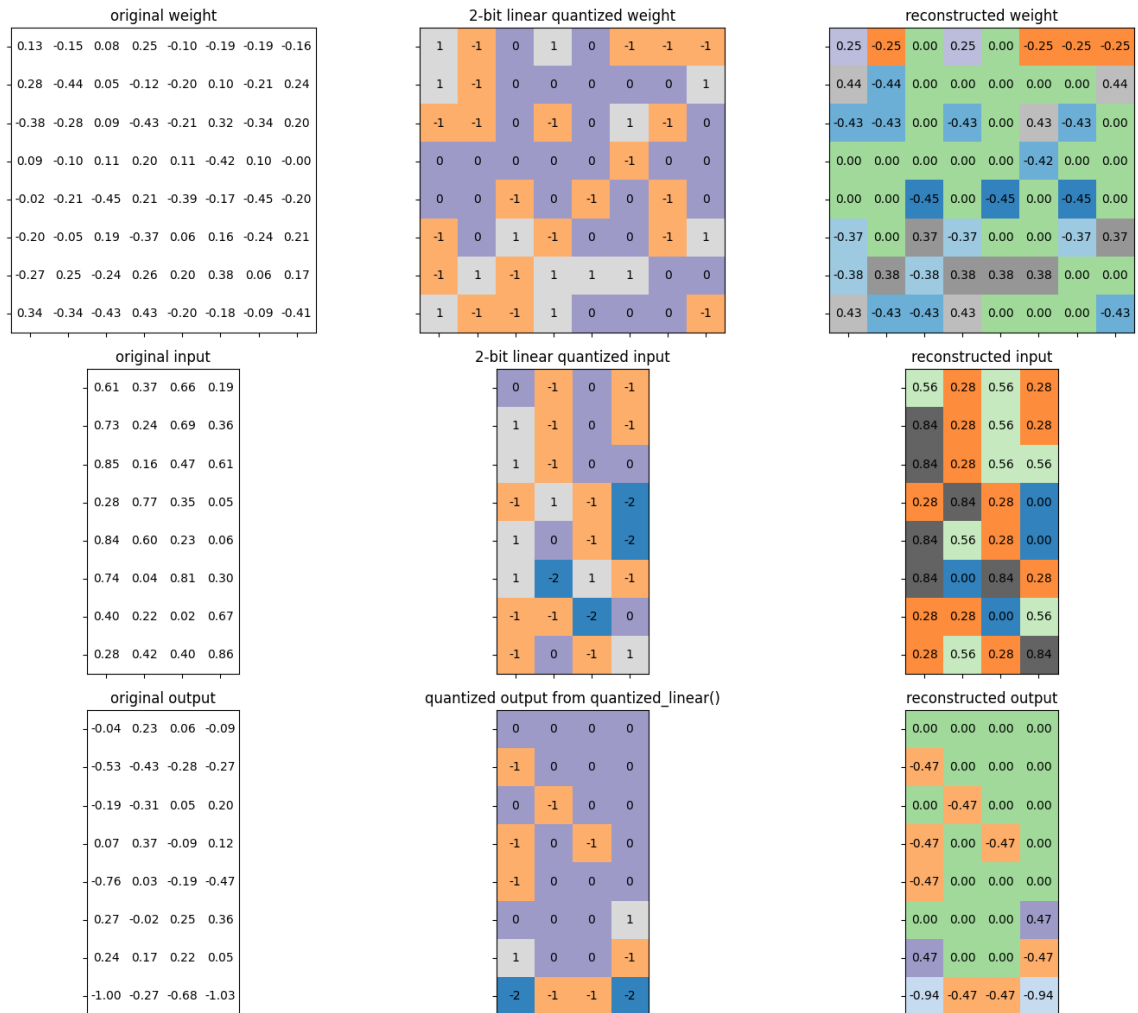 original weight 2-bit linear quantized weight reconstructed weight
0.13 -0.15 0.08 0.25 -0.10 -0.19 -0.19 -0.16 1 -1 0 1 0 -1 -1 -1 0.25 -0.25 0.00 0.25 0.00 -0.25 -0.25 -0.25
0.28 -0.44 0.05 -0.12 -0.20 0.10 -0.21 0.24 1 -1 0 0 0 0 0 1 0.44 -0.44 0.00 0.00 0.00 0.00 0.00 0.44
-0.38 -0.28 0.09 -0.43 -0.21 0.32 -0.34 0.20 -1 -1 0 -1 0 1 -1 0 -0.43 -0.43 0.00 -0.43 0.00 0.43 -0.43 0.00
0.09 -0.10 0.11 0.20 0.11 -0.42 0.10 -0.00 0 0 0 0 0 -1 0 0 0.00 0.00 0.00 0.00 0.00 -0.42 0.00 0.00
-0.02 -0.21 -0.45 0.21 -0.39 -0.17 -0.45 -0.20 0 0 -1 0 -1 0 -1 0 0.00 0.00 -0.45 0.00 -0.45 0.00 -0.45 0.00
-0.20 -0.05 0.19 -0.37 0.06 0.16 -0.24 0.21 -1 0 1 -1 0 0 -1 1 -0.37 0.00 0.37 -0.37 0.00 0.00 -0.37 0.37
-0.27 0.25 -0.24 0.26 0.20 0.38 0.06 0.17 -1 1 -1 1 1 1 0 0 -0.38 0.38 -0.38 0.38 0.38 0.38 0.00 0.00
0.34 -0.34 -0.43 0.43 -0.20 -0.18 -0.09 -0.41 1 -1 -1 1 0 0 0 -1 0.43 -0.43 -0.43 0.43 0.00 0.00 0.00 -0.43
original input 2-bit linear quantized input reconstructed input
0.61 0.37 0.66 0.19 0 -1 0 -1 0.56 0.28 0.56 0.28
0.73 0.24 0.69 0.36 1 -1 0 -1 0.84 0.28 0.56 0.28
0.85 0.16 0.47 0.61 1 -1 0 0 0.84 0.28 0.56 0.56
0.28 0.77 0.35 0.05 -1 1 -1 -2 0.28 0.84 0.28 0.00
0.84 0.60 0.23 0.06 1 0 -1 -2 0.84 0.56 0.28 0.00
0.74 0.04 0.81 0.30 1 -2 1 -1 0.84 0.00 0.84 0.28
0.40 0.22 0.02 0.67 -1 -1 -2 0 0.28 0.28 0.00 0.56
0.28 0.42 0.40 0.86 -1 0 -1 1 0.28 0.56 0.28 0.84
original output quantized output from quantized_linear() reconstructed output
-0.04 0.23 0.06 -0.09 0 0 0 0 0.00 0.00 0.00 0.00
-0.53 -0.43 -0.28 -0.27 -1 0 0 0 -0.47 0.00 0.00 0.00
-0.19 -0.31 0.05 0.20 0 -1 0 0 0.00 -0.47 0.00 0.00
0.07 0.37 -0.09 0.12 -1 0 -1 0 -0.47 0.00 -0.47 0.00
-0.76 0.03 -0.19 -0.47 -1 0 0 0 -0.47 0.00 0.00 0.00
0.27 -0.02 0.25 0.36 0 0 0 1 0.00 0.00 0.00 0.47
0.24 0.17 0.22 0.05 1 0 0 -1 0.47 0.00 0.00 -0.47
-1.00 -0.27 -0.68 -1.03 -2 -1 -1 -2 -0.94 -0.47 -0.47 -0.94